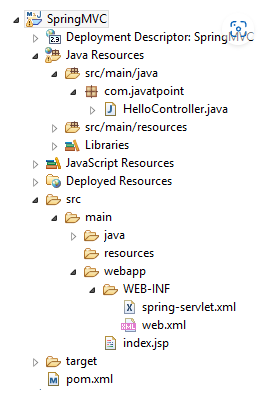 SpringMVC
Deployment Descriptor: SpringMVC
Java Resources
src/main/java
com.javatpoint
HelloController.java
src/main/resources
Libraries
JavaScript Resources
Deployed Resources
src
main
java
resources
webapp
WEB-INF
spring-servlet.xml
web.xml
index.jsp
target
pom.xml